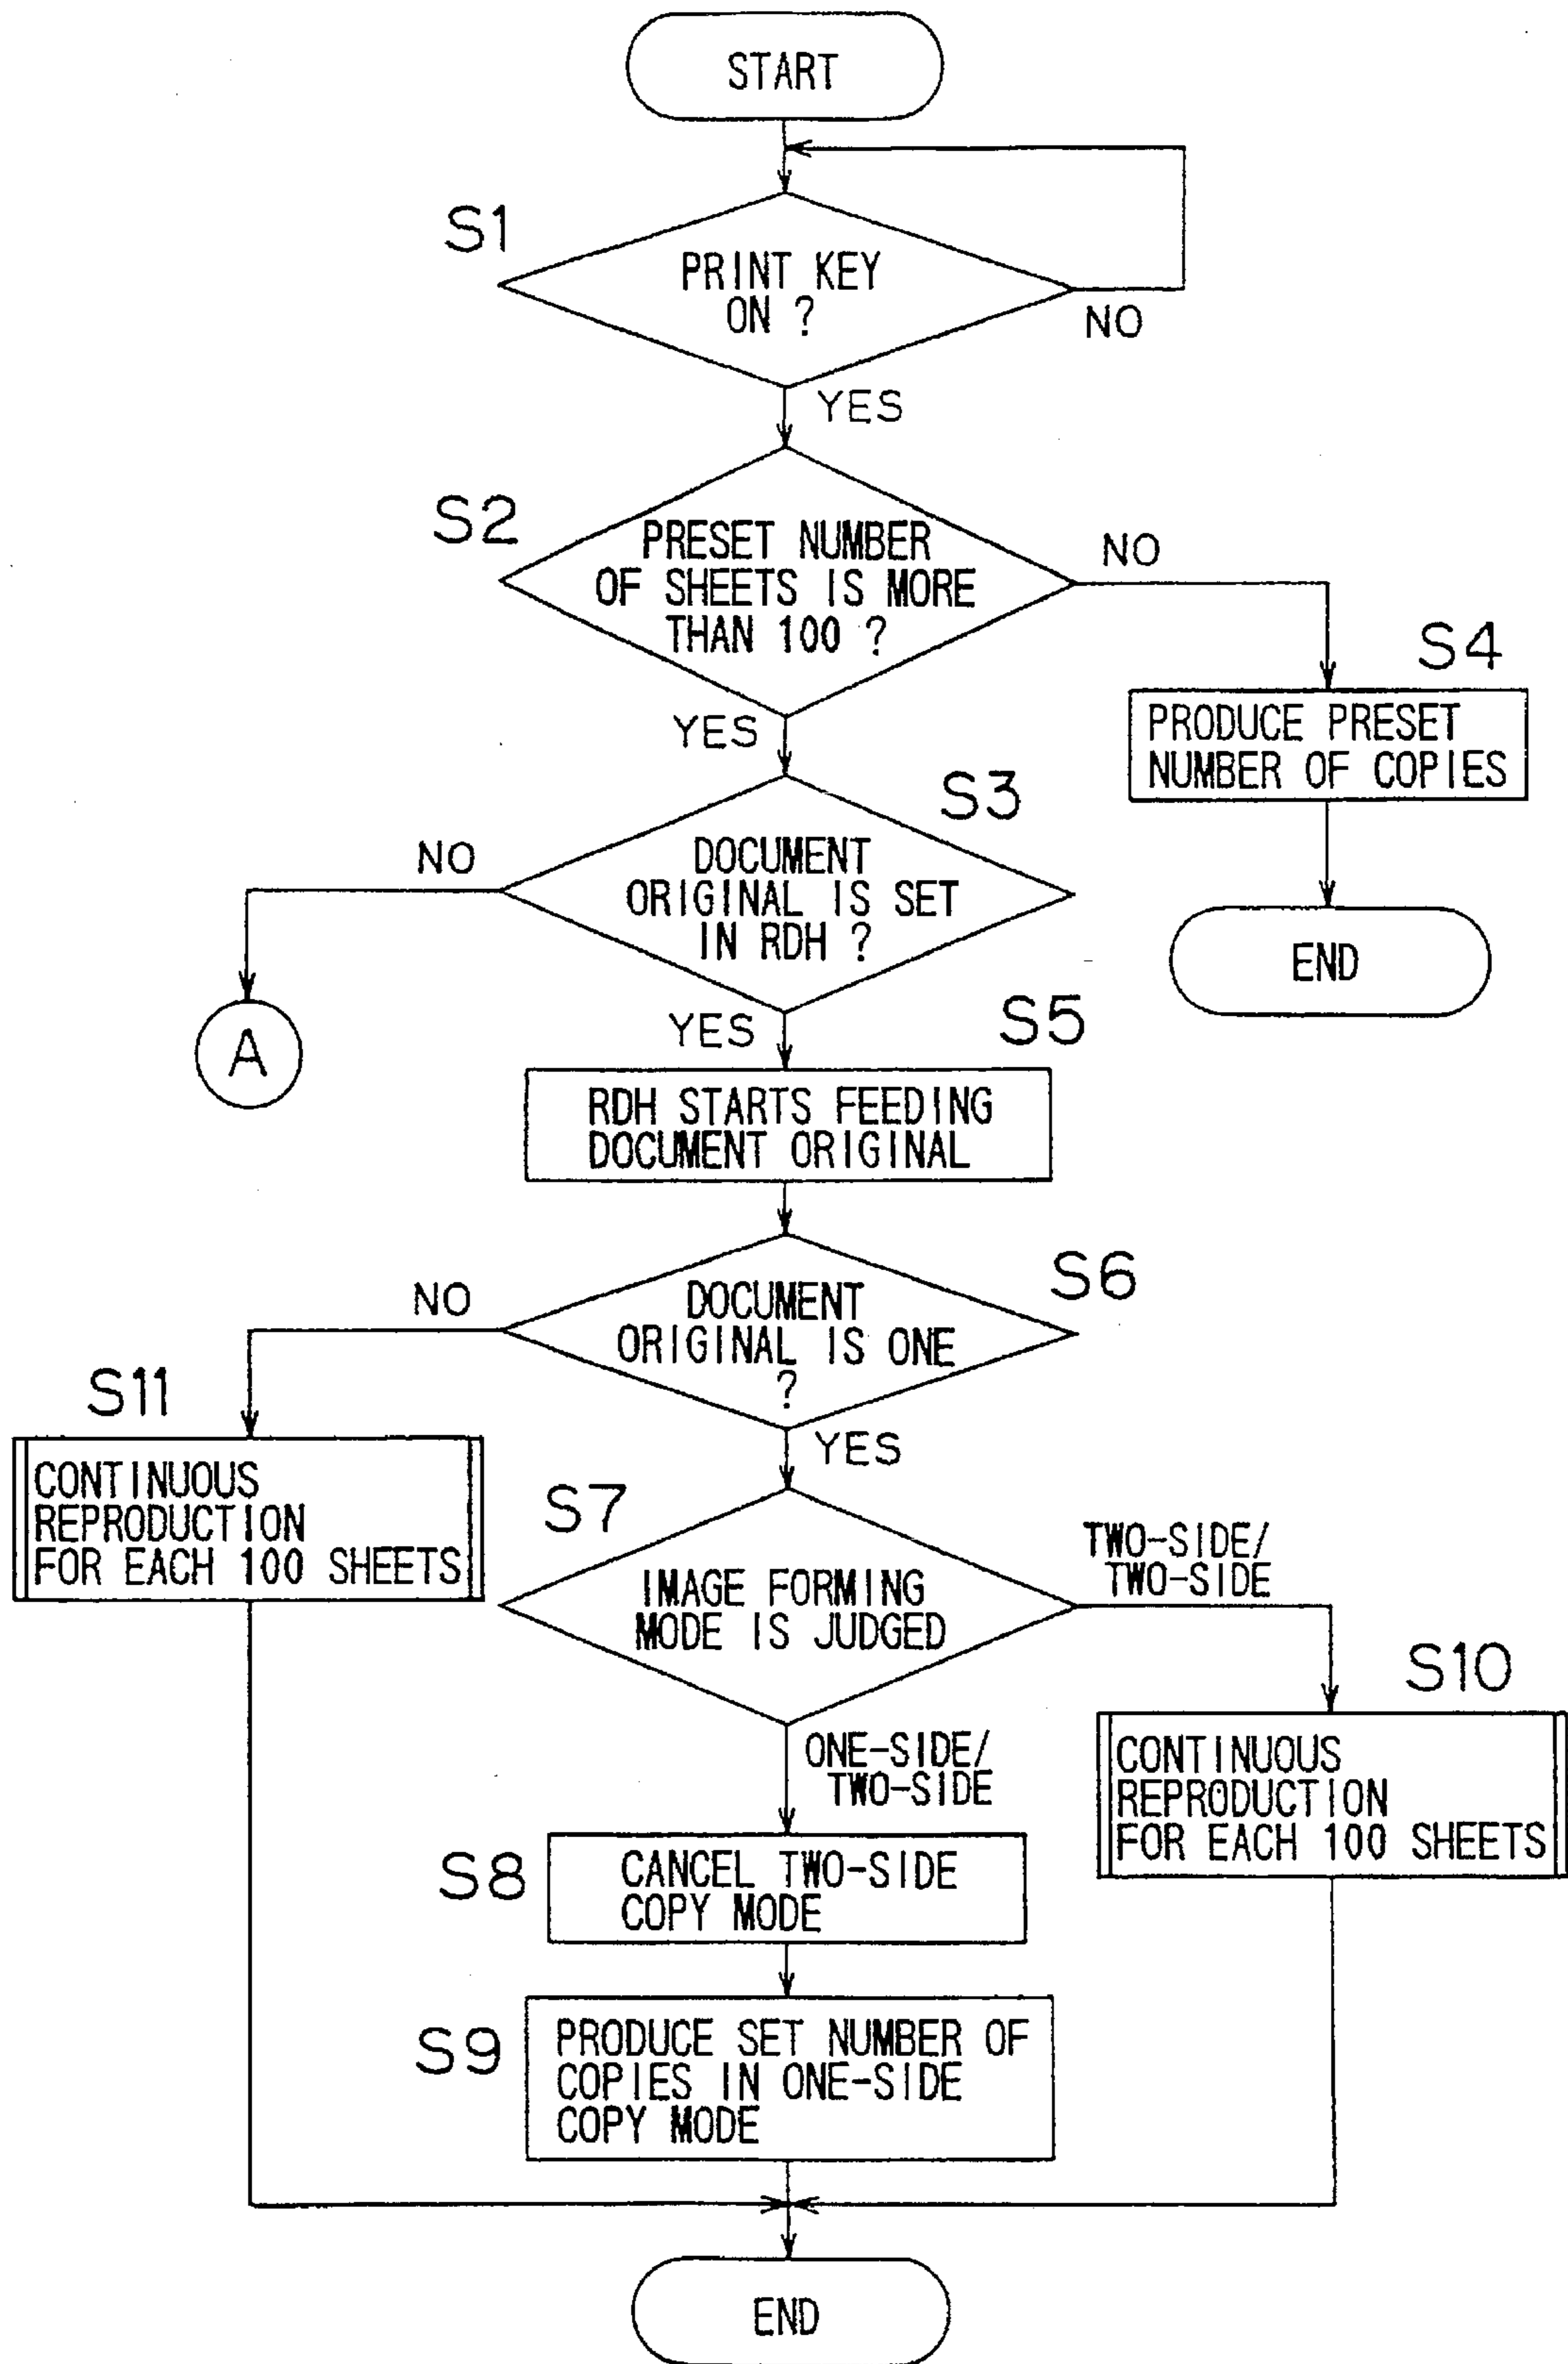 START
S1
PRINT KEY
ON ?
NO
YES
S2
PRESET NUMBER
OF SHEETS IS MORE
THAN 100 ?
NO
S4
PRODUCE PRESET
NUMBER OF COPIES
YES
S3
NO
DOCUMENT
ORIGINAL IS SET
IN RDH ?
END
A
YES
S5
RDH STARTS FEEDING
DOCUMENT ORIGINAL
S6
NO
DOCUMENT
ORIGINAL IS ONE
?
S11
YES
CONTINUOUS
REPRODUCTION
FOR EACH 100 SHEETS
S7
IMAGE FORMING
MODE IS JUDGED
TWO-SIDE/
TWO-SIDE
S10
ONE-SIDE/
TWO-SIDE
CONTINUOUS
REPRODUCTION
FOR EACH 100 SHEETS
S8
CANCEL TWO-SIDE
COPY MODE
S9
PRODUCE SET NUMBER OF
COPIES IN ONE-SIDE
COPY MODE
END